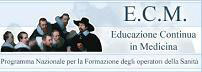 E.C.M.
Educazione Continua
in Medicina
Programma Nazionale per la Formazione degli operatori della Sanità